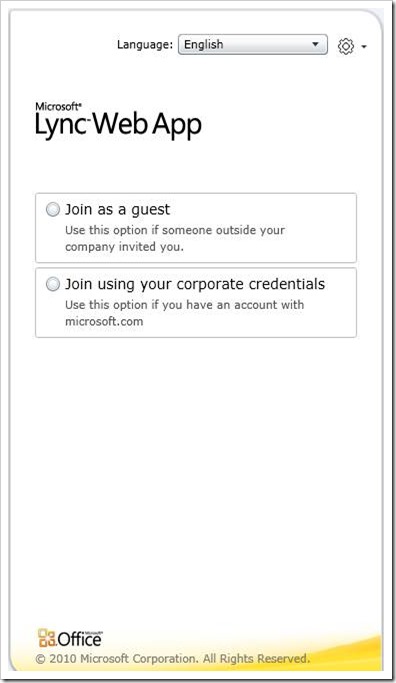 Language: English
Microsoft®
Lync™ Web App
Join as a guest
Use this option if someone outside your
company invited you.
Join using your corporate credentials
Use this option if you have an account with
microsoft.com
Microsoft®
Office
© 2010 Microsoft Corporation. All Rights Reserved.